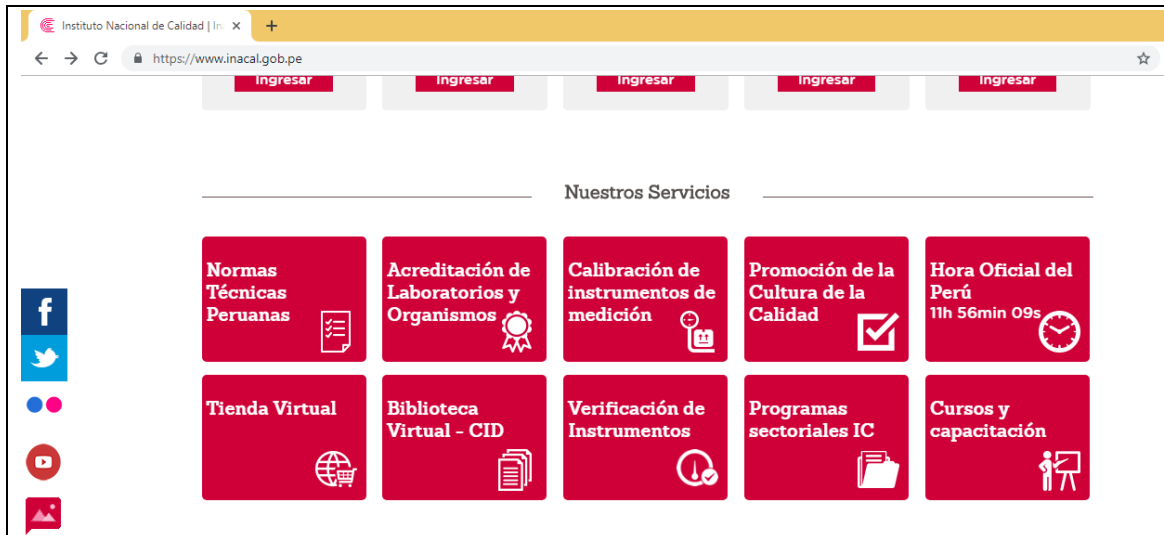 Instituto Nacional de Calidad | In
https://www.inacal.gob.pe
Ingresar Ingresar Ingresar Ingresar Ingresar
Nuestros Servicios
Normas
Técnicas
Peruanas
Acreditación de
Laboratorios y
Organismos
Calibración de
instrumentos de
medición
Promoción de la
Cultura de la
Calidad
Hora Oficial del
Perú
11h 56min 09s
Tienda Virtual
Biblioteca
Virtual - CID
Verificación de
Instrumentos
Programas
sectoriales IC
Cursos y
capacitación